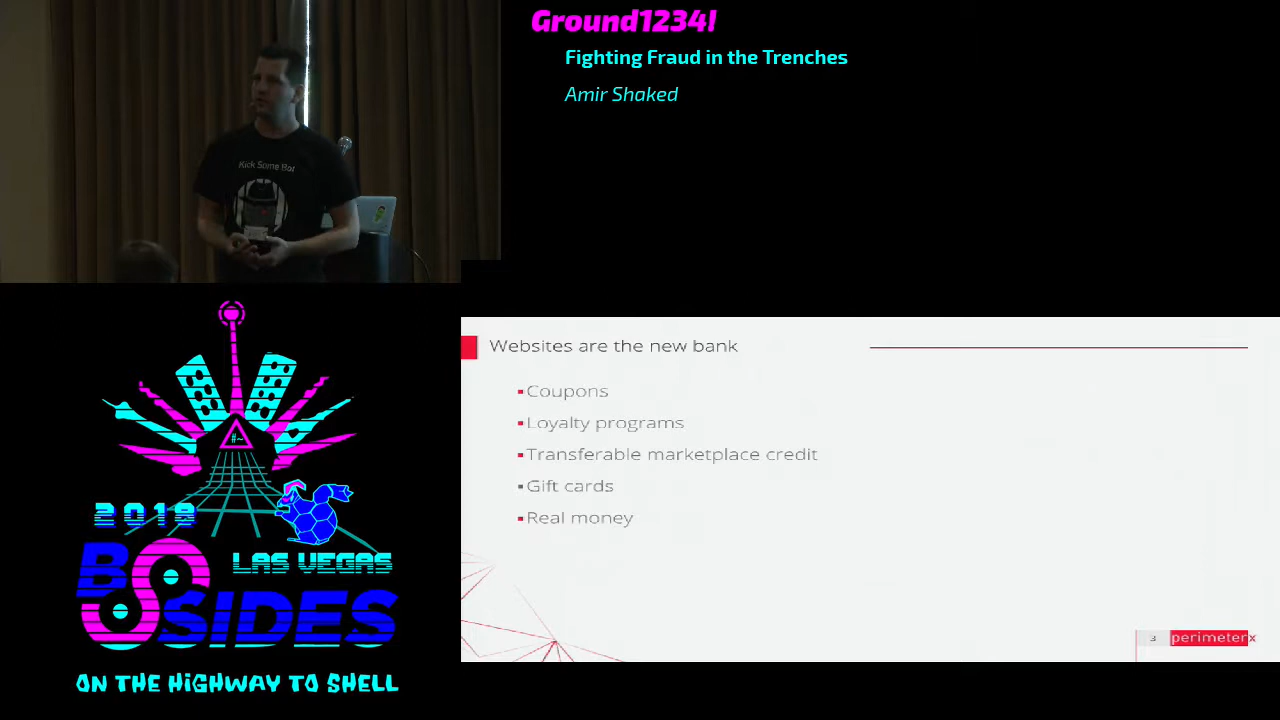 Ground1234!
Fighting Fraud in the Trenches
Amir Shaked
Kick Some Bot
#~
2019
BSIDES
LAS VEGAS
ON THE HIGHWAY TO SHELL
Websites are the new bank
Coupons
Loyalty programs
Transferable marketplace credit
Gift cards
Real money
3
perimeterx